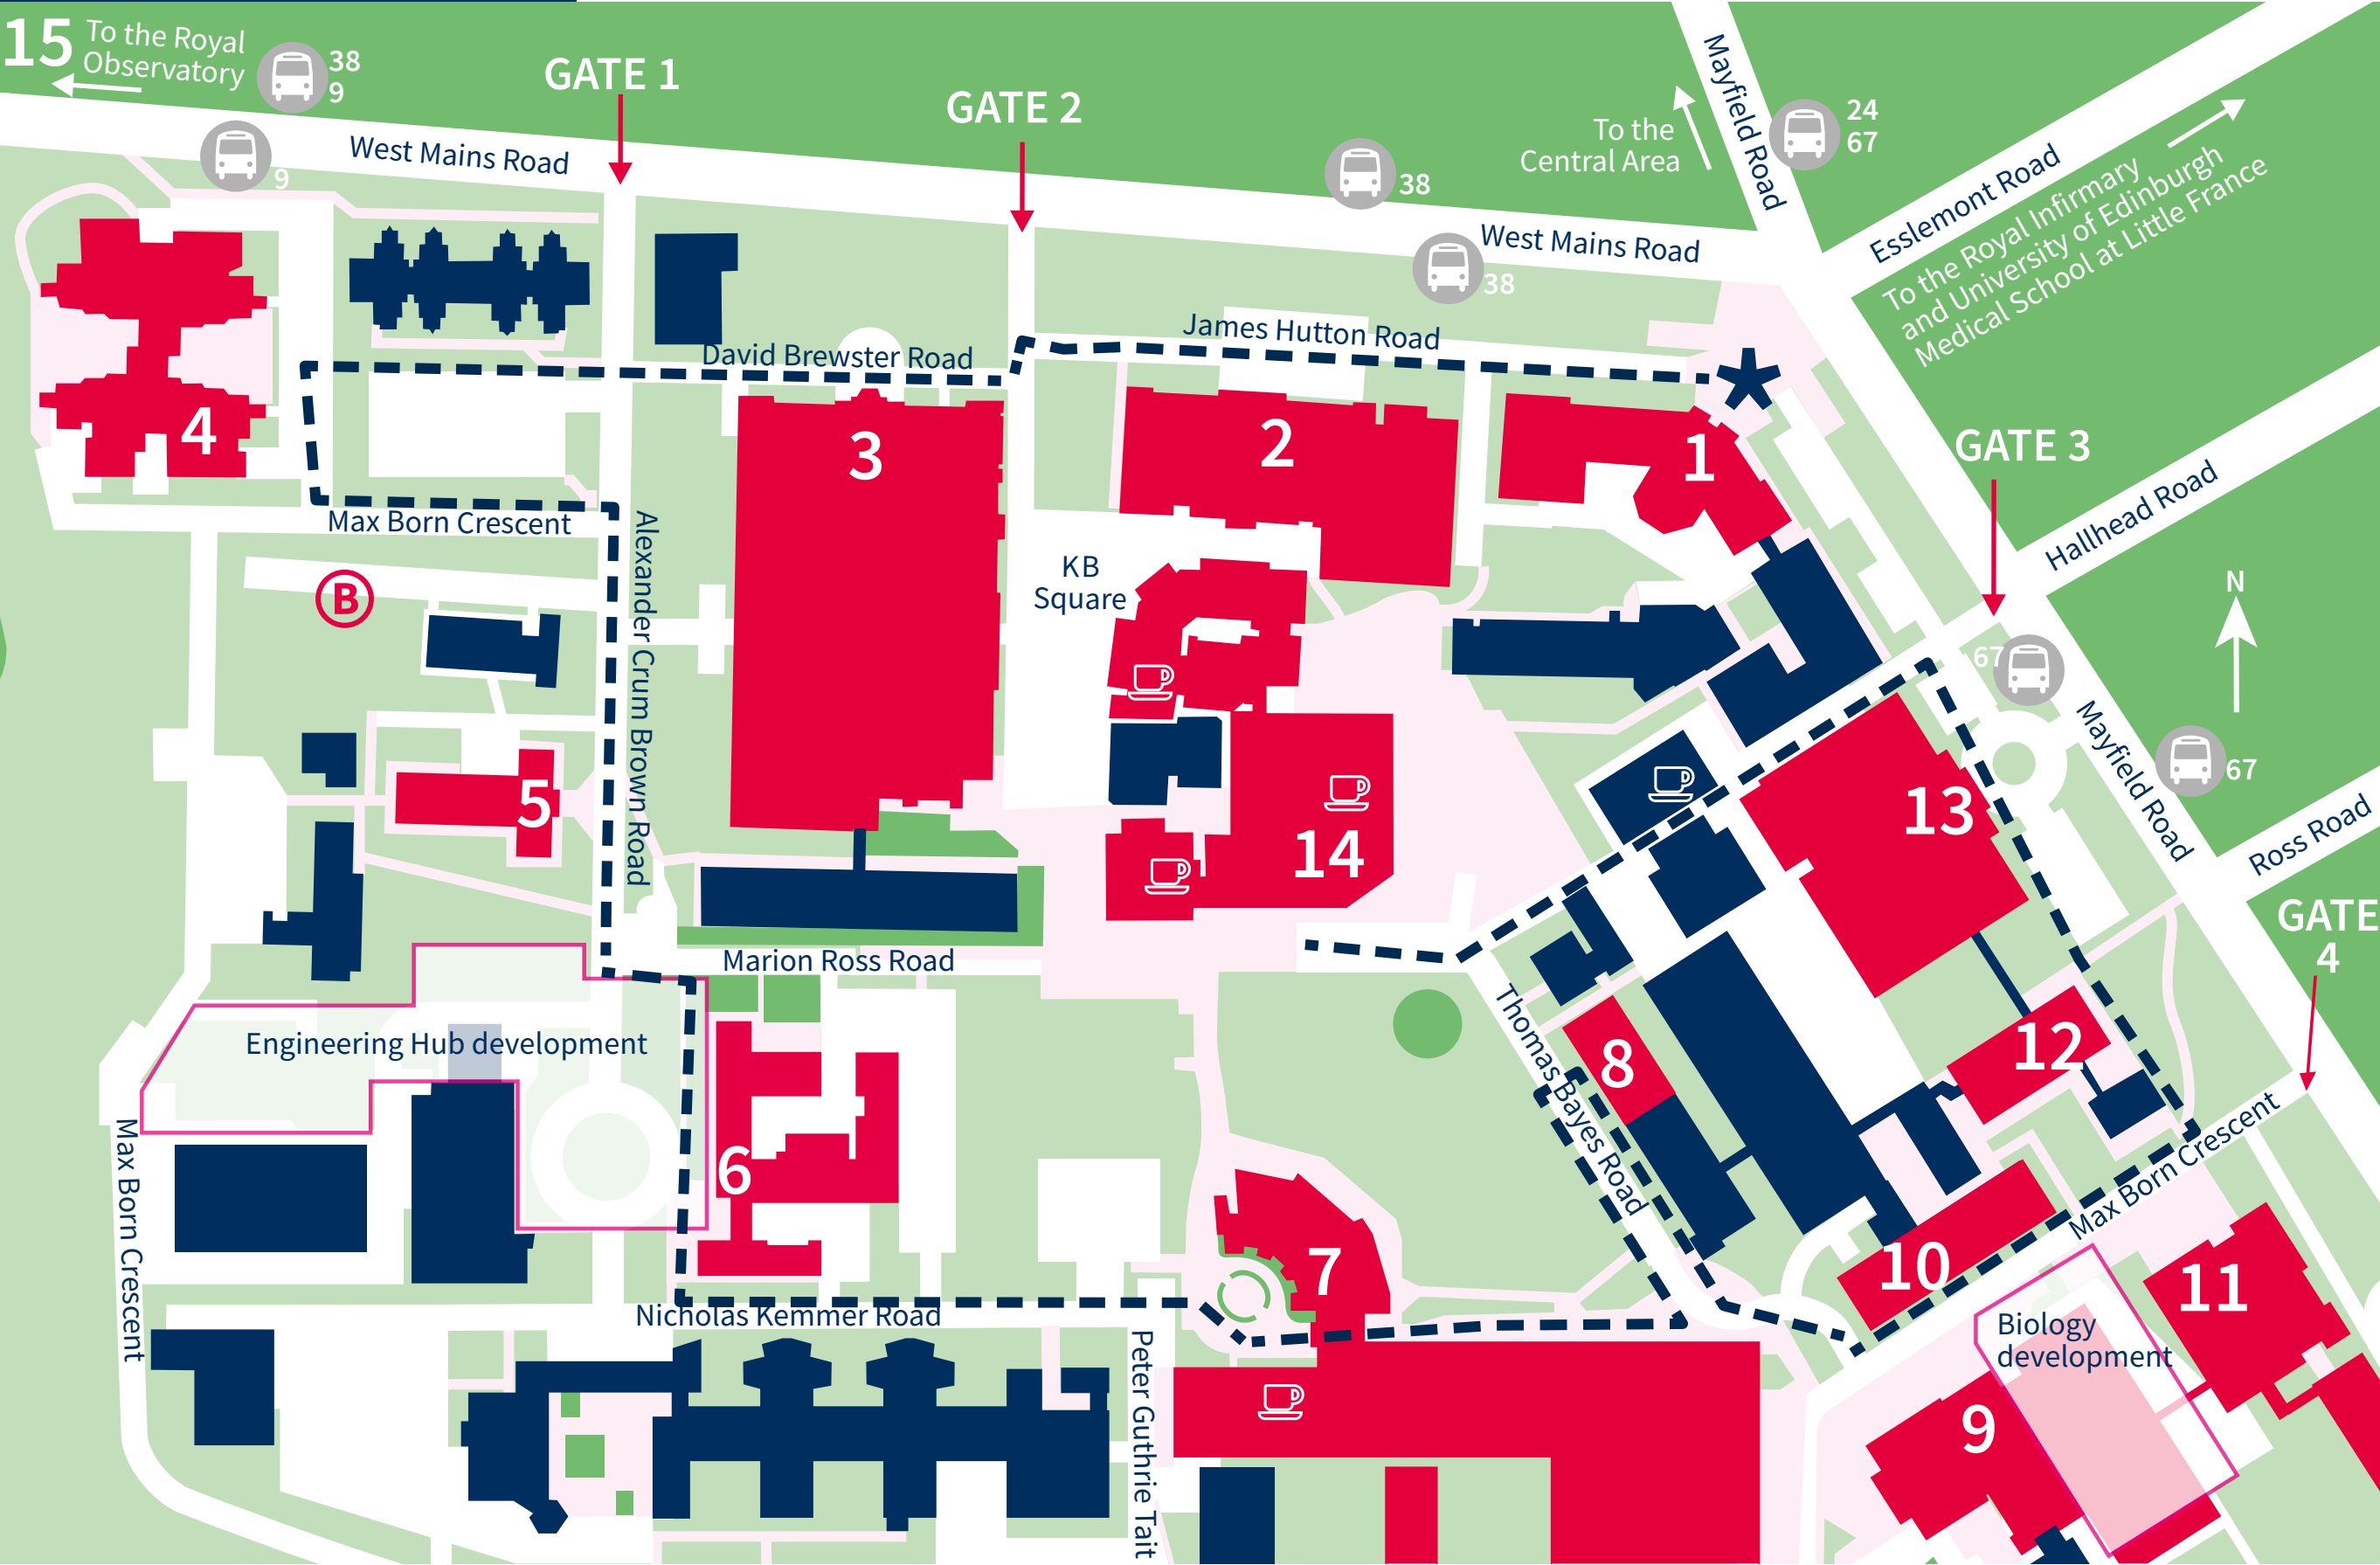 15
To the Royal
Observatory
38
9
GATE 1
GATE 2
Mayfield Road
24
67
To the
Central Area
West Mains Road
9
38
West Mains Road
38
Esslemont Road
To the Royal Infirmary
and University of Edinburgh
Medical School at Little France
James Hutton Road
David Brewster Road
4
3
2
1
GATE 3
Hallhead Road
Max Born Crescent
Alexander Crum Brown Road
KB
Square
B
N
67
67
Mayfield Road
5
14
13
Ross Road
GATE
4
Marion Ross Road
Engineering Hub development
Thomas Bayes Road
8
12
Max Born Crescent
6
7
10
Max Born Crescent
11
Nicholas Kemmer Road
Biology
development
Peter Guthrie Tait
9